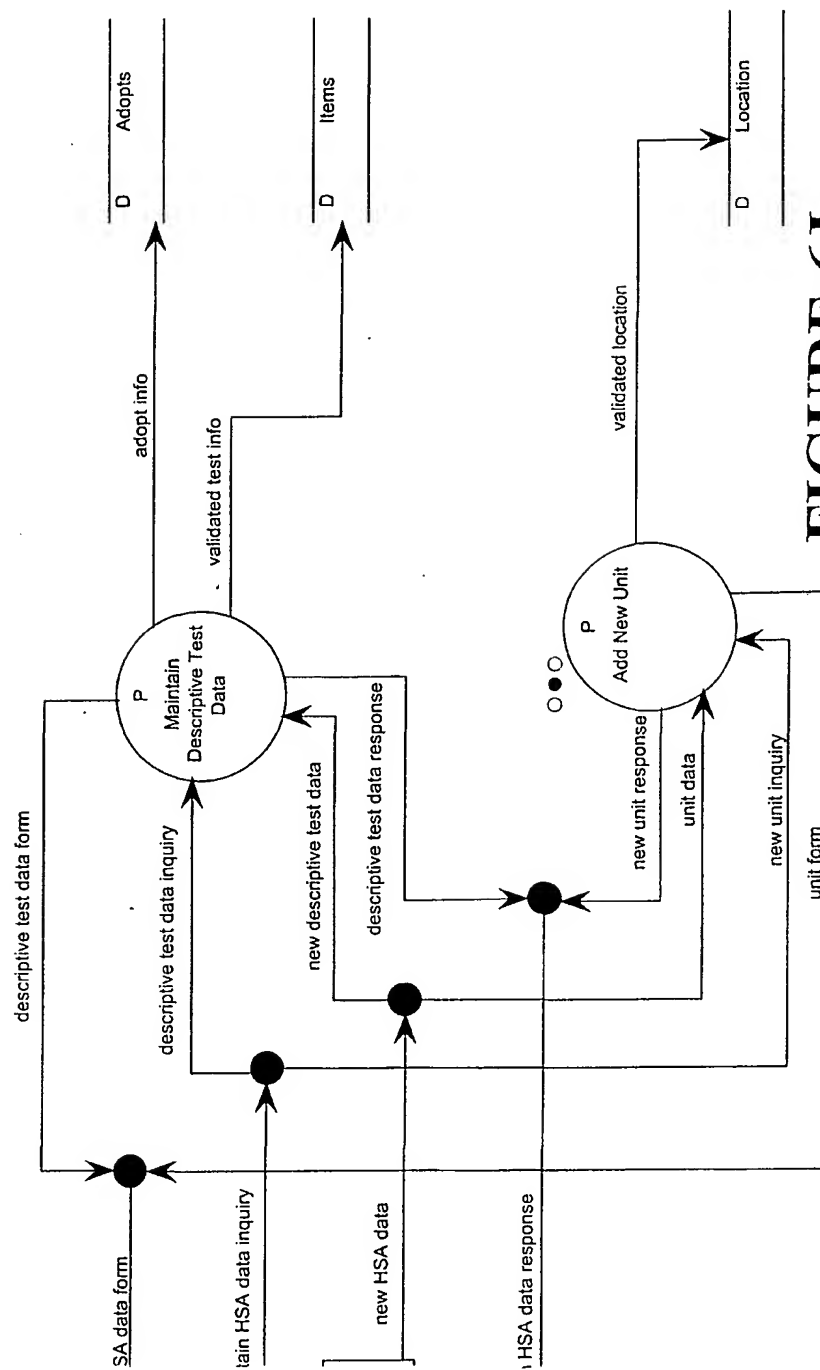 D Adopts
D Items
D Location
adopt info
validated test info
validated location
P
Maintain
Descriptive Test
Data
P
Add New Unit
descriptive test data form
descriptive test data inquiry
new descriptive test data
descriptive test data response
new unit response
unit data
new unit inquiry
unit form
SA data form
tain HSA data inquiry
new HSA data
HSA data response
FIGURE